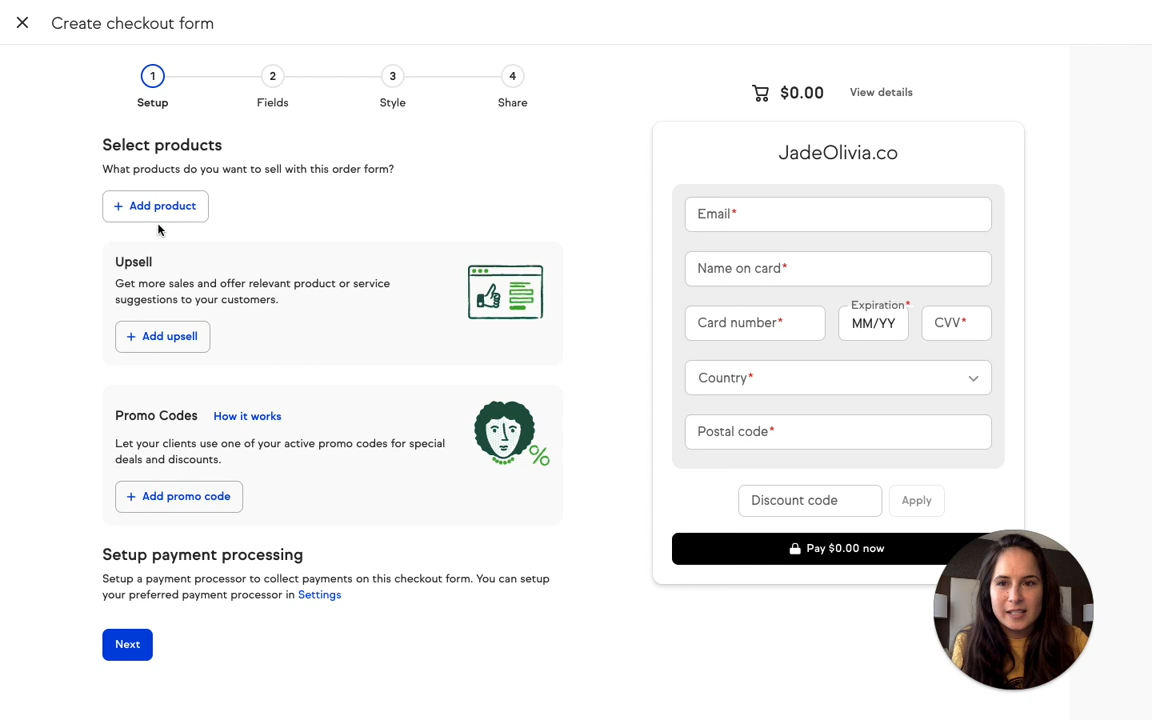 Create checkout form
1
2
3
4
Setup
Fields
Style
Share
Select products
What products do you want to sell with this order form?
+ Add product
Upsell
Get more sales and offer relevant product or service
suggestions to your customers.
+ Add upsell
Promo Codes How it works
Let your clients use one of your active promo codes for special
deals and discounts.
%
+ Add promo code
Setup payment processing
Setup a payment processor to collect payments on this checkout form. You can setup
your preferred payment processor in Settings
Next
$0.00 View details
JadeOlivia.co
Email*
Name on card*
Card number*
Expiration*
MM/YY
CVV*
Country*
Postal code*
Discount code
Apply
Pay $0.00 now